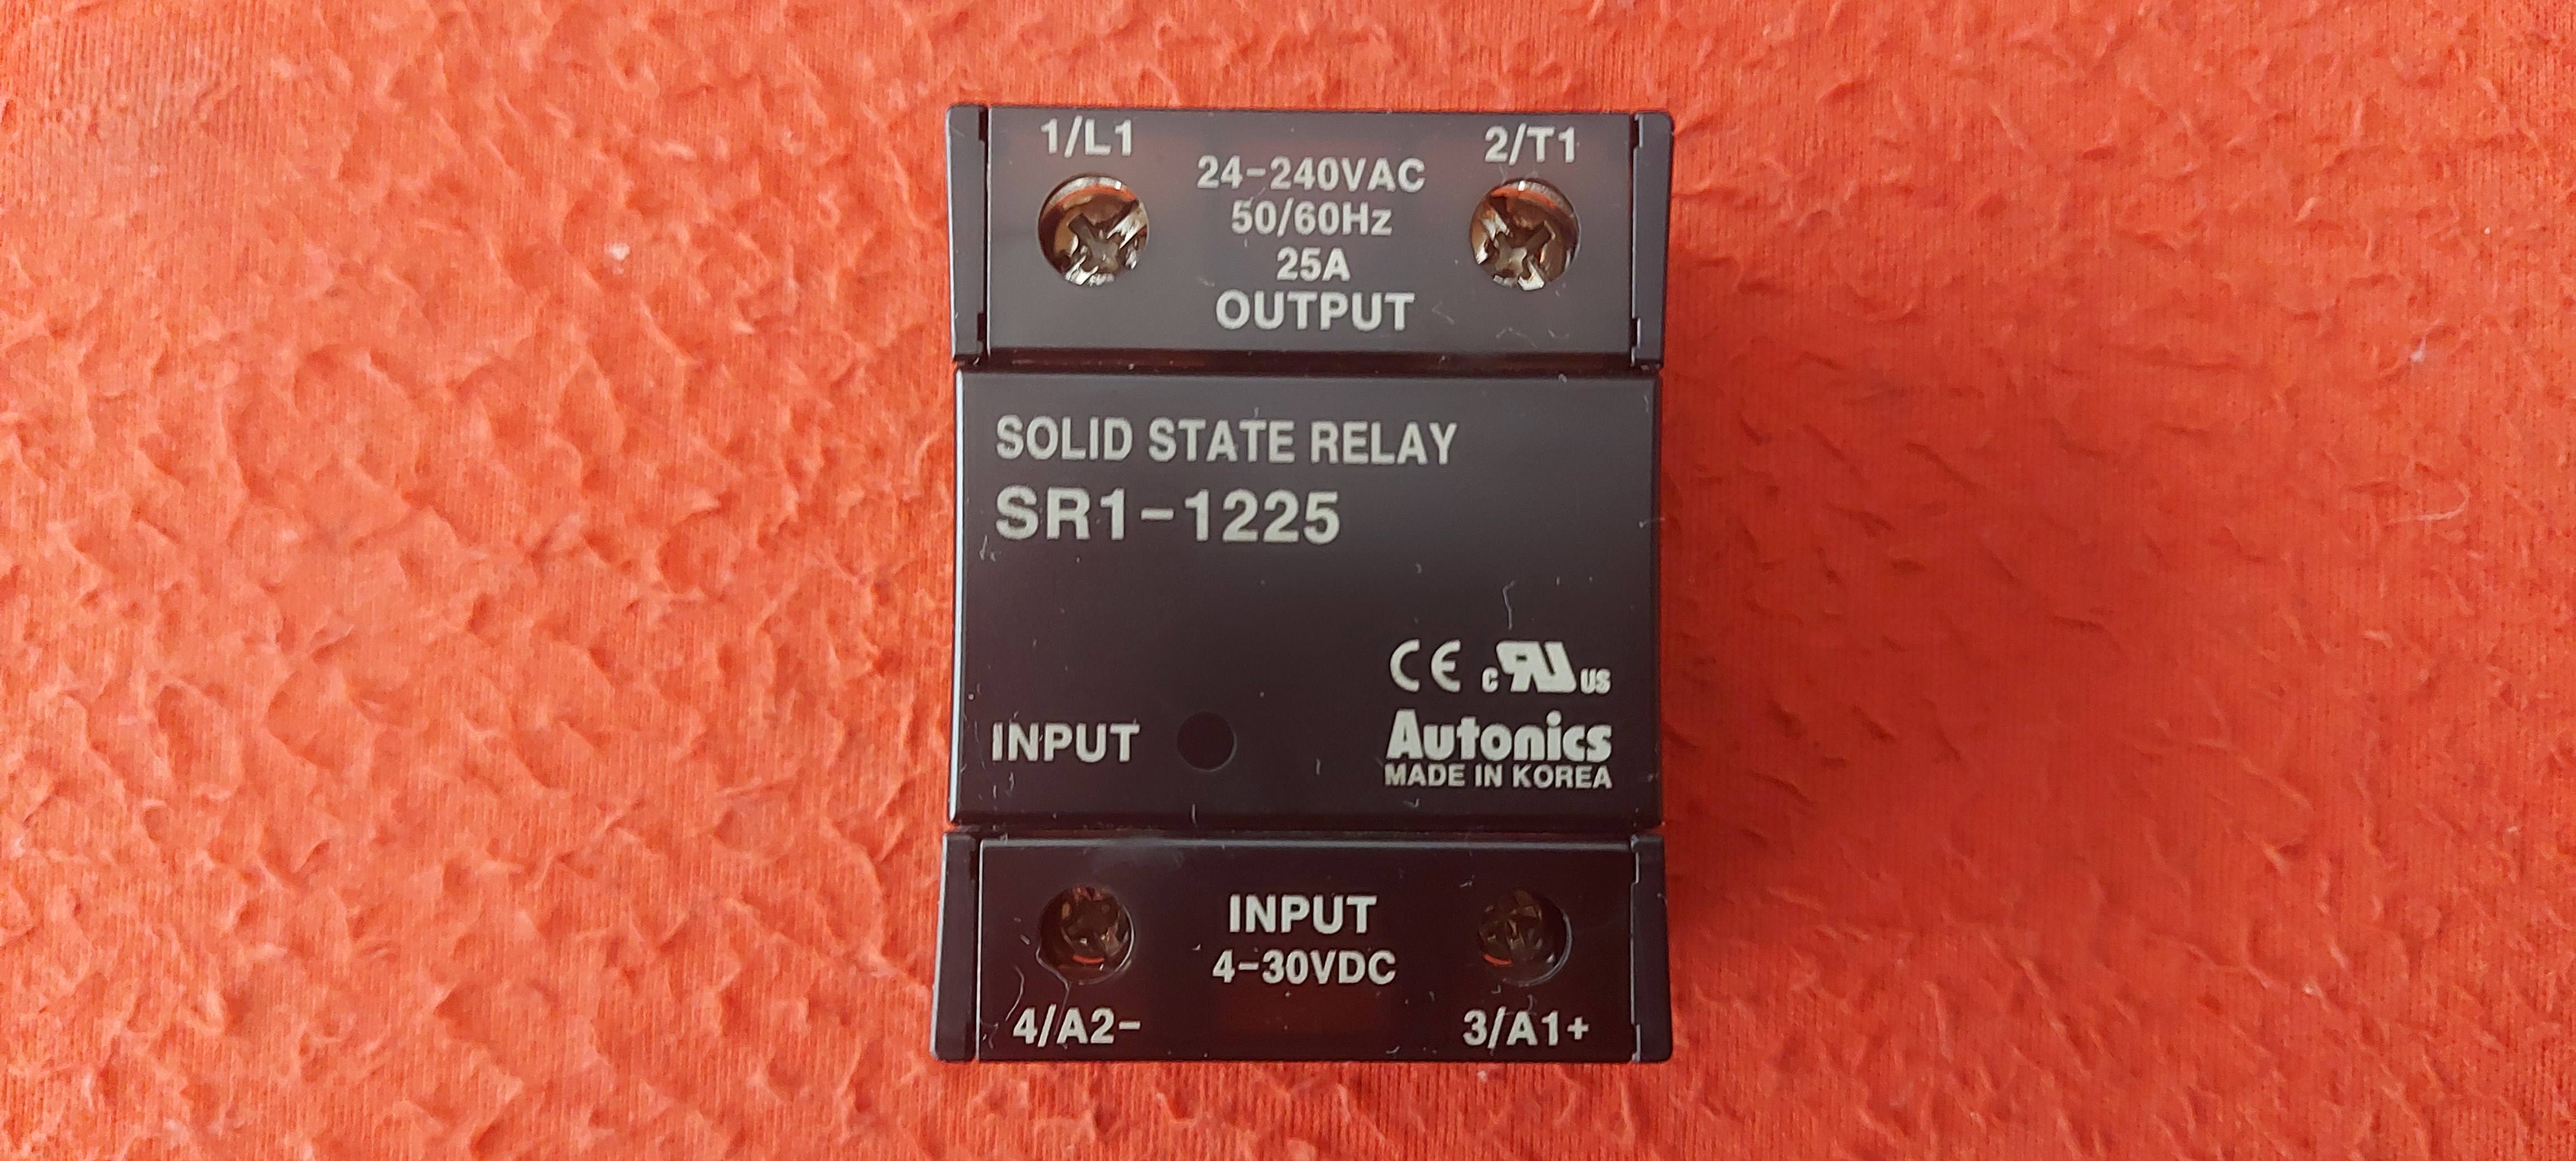 1/L1
2/T1
24-240VAC
50/60Hz
25A
OUTPUT
SOLID STATE RELAY
SR1-1225
CE c RU US
INPUT
Autonics
MADE IN KOREA
INPUT
4-30VDC
4/A2-
3/A1+